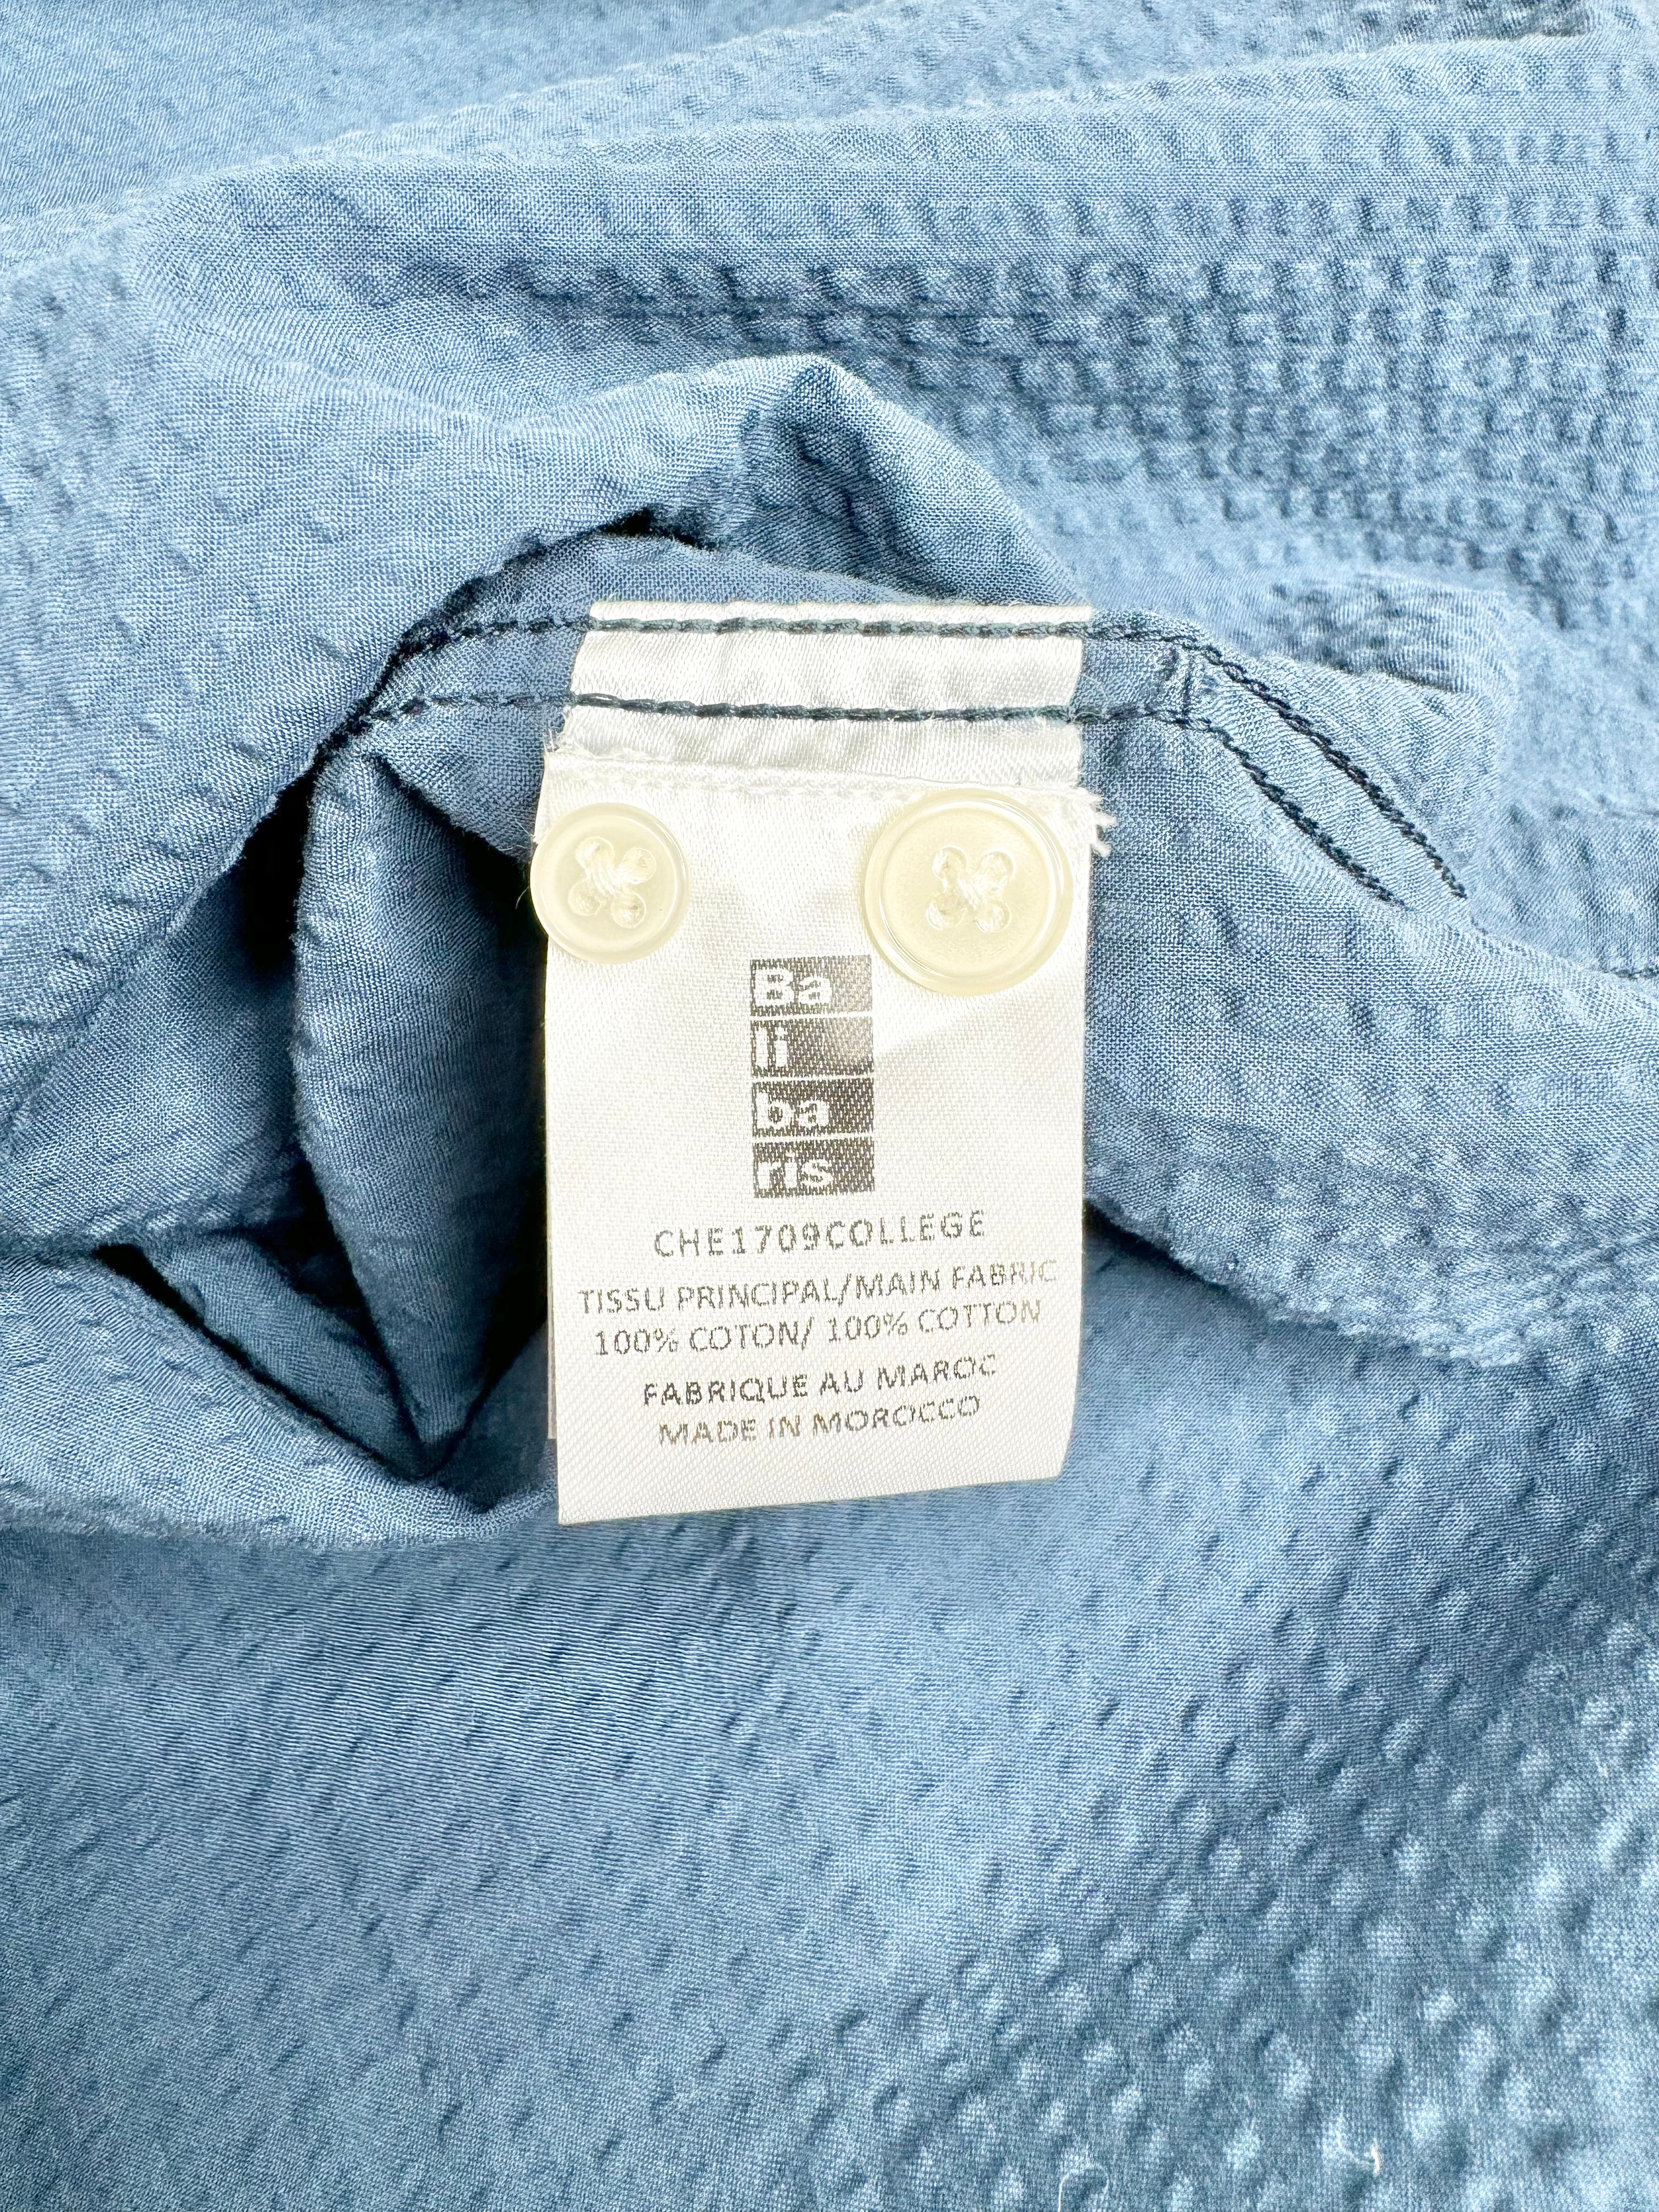 Ba
li
ba
ris
CHE1709COLLEGE
TISSU PRINCIPAL/MAIN FABRIC
100% COTON/ 100% COTTON
FABRIQUE AU MAROC
MADE IN MOROCCO